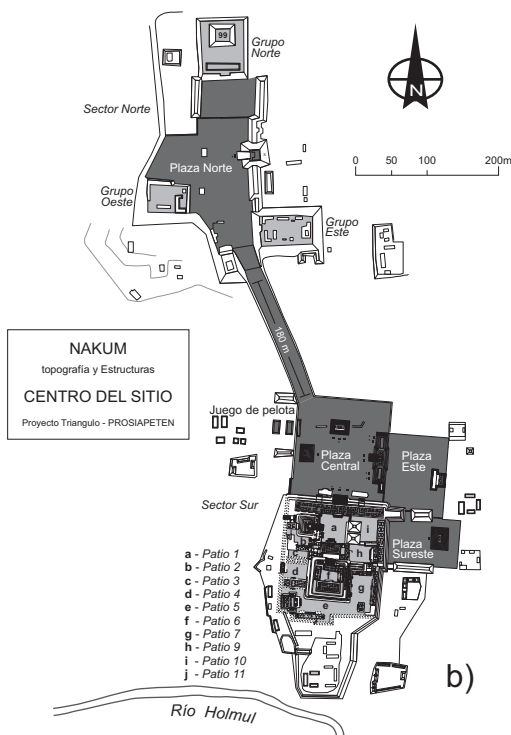 99
Grupo
Norte
N
Sector Norte
Plaza Norte
0 50 100 200m
Grupo
Oeste
Grupo
Este
180 m
NAKUM
topografía y Estructuras
CENTRO DEL SITIO
Proyecto Triangulo - PROSIAPETEN
Juego de pelota
Plaza
Central
Plaza
Este
Sector Sur
Plaza
Sureste
a
i
h
d
f
g
e
a - Patio 1
b - Patio 2
c - Patio 3
d - Patio 4
e - Patio 5
f - Patio 6
g - Patio 7
h - Patio 9
i - Patio 10
j - Patio 11
b)
Río Holmul